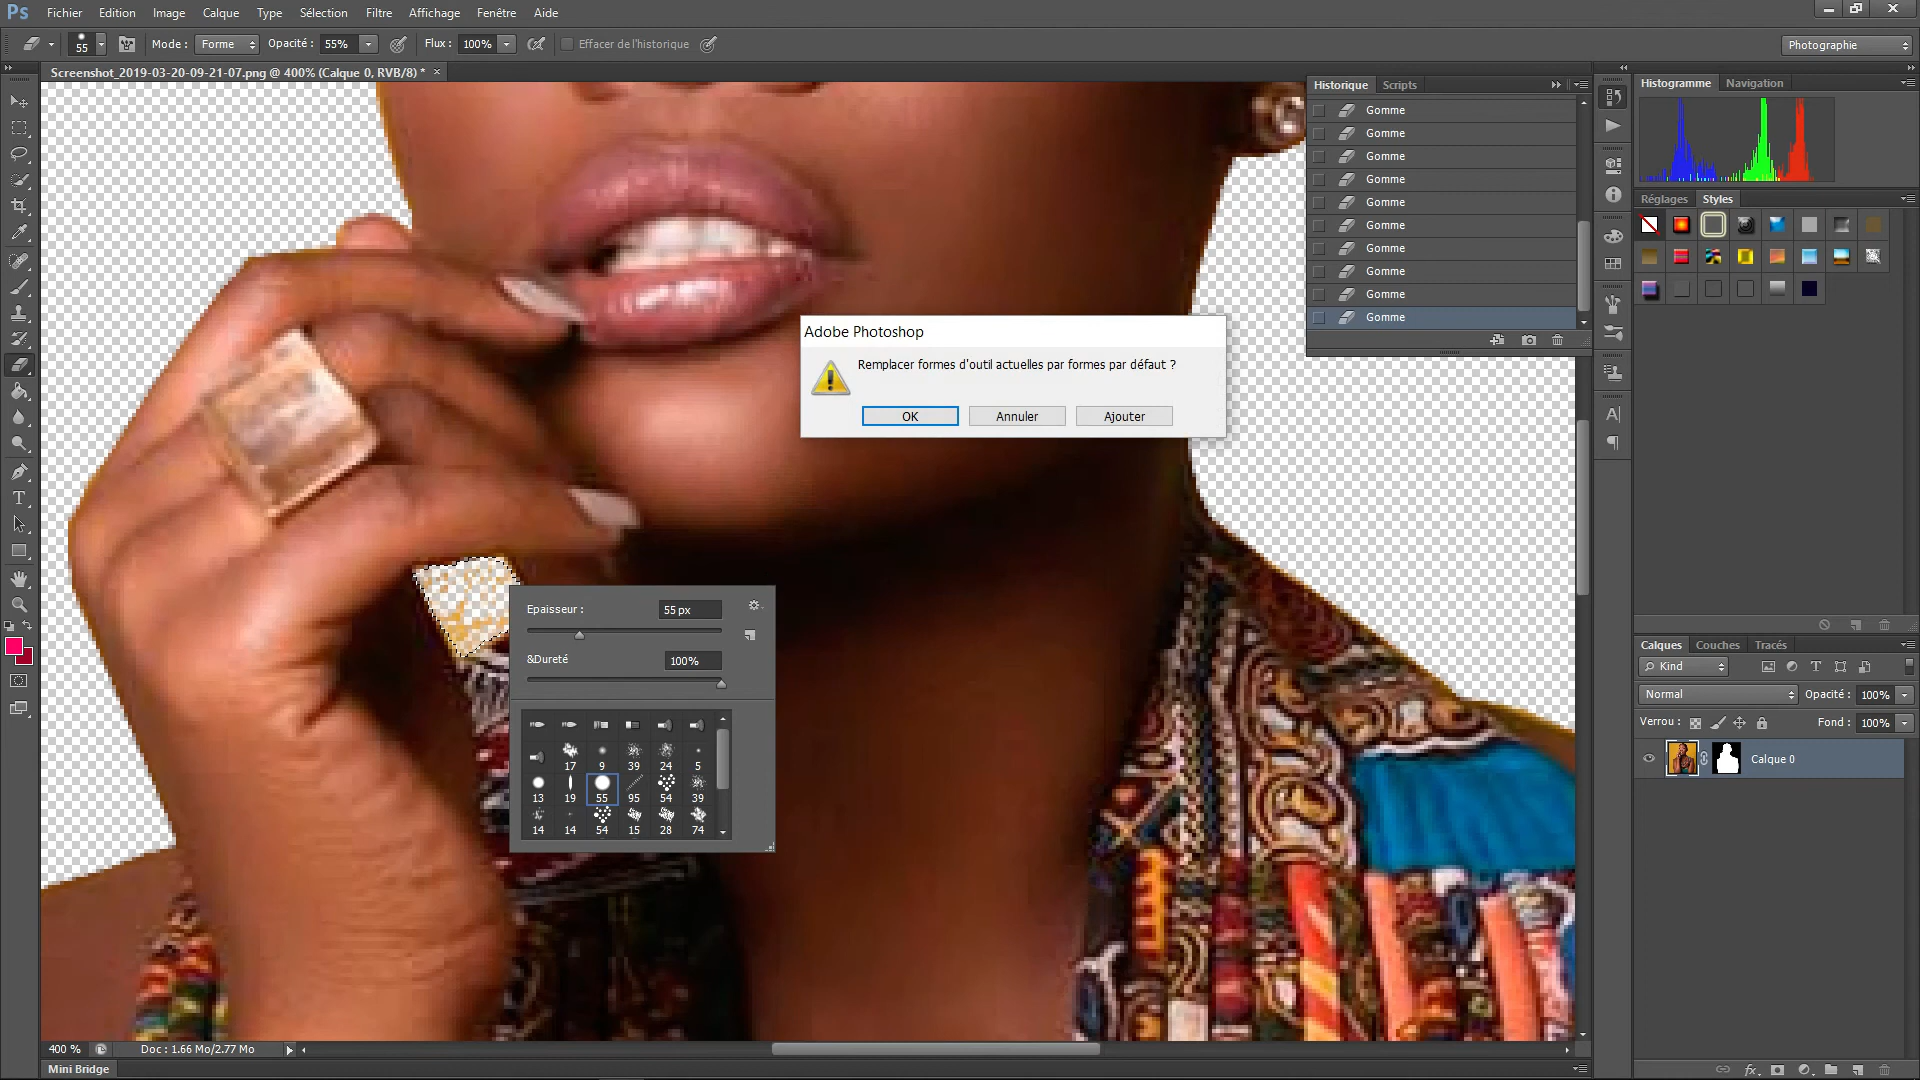 Ps Fichier Edition Image Calque Type Sélection Filtre Affichage Fenêtre Aide
55 Mode : Forme Opacité : 55% Flux : 100% Effacer de l'historique Photographie
Screenshot_2019-03-20-09-21-07.png @ 400% (Calque 0, RVB/8) * ×
Historique Scripts
Gomme
Gomme
Gomme
Gomme
Gomme
Gomme
Gomme
Gomme
Gomme
Gomme
Histogramme Navigation
Réglages Styles
Adobe Photoshop
Remplacer formes d'outil actuelles par formes par défaut ?
OK Annuler Ajouter
Epaisseur : 55 px
&Dureté 100%
17 9 39 24 5
13 19 55 95 54 39
14 14 54 15 28 74
Calques Couches Tracés
Kind
Normal Opacité : 100%
Verrou : Fond : 100%
Calque 0
400 % Doc : 1.66 Mo/2.77 Mo
Mini Bridge
fx